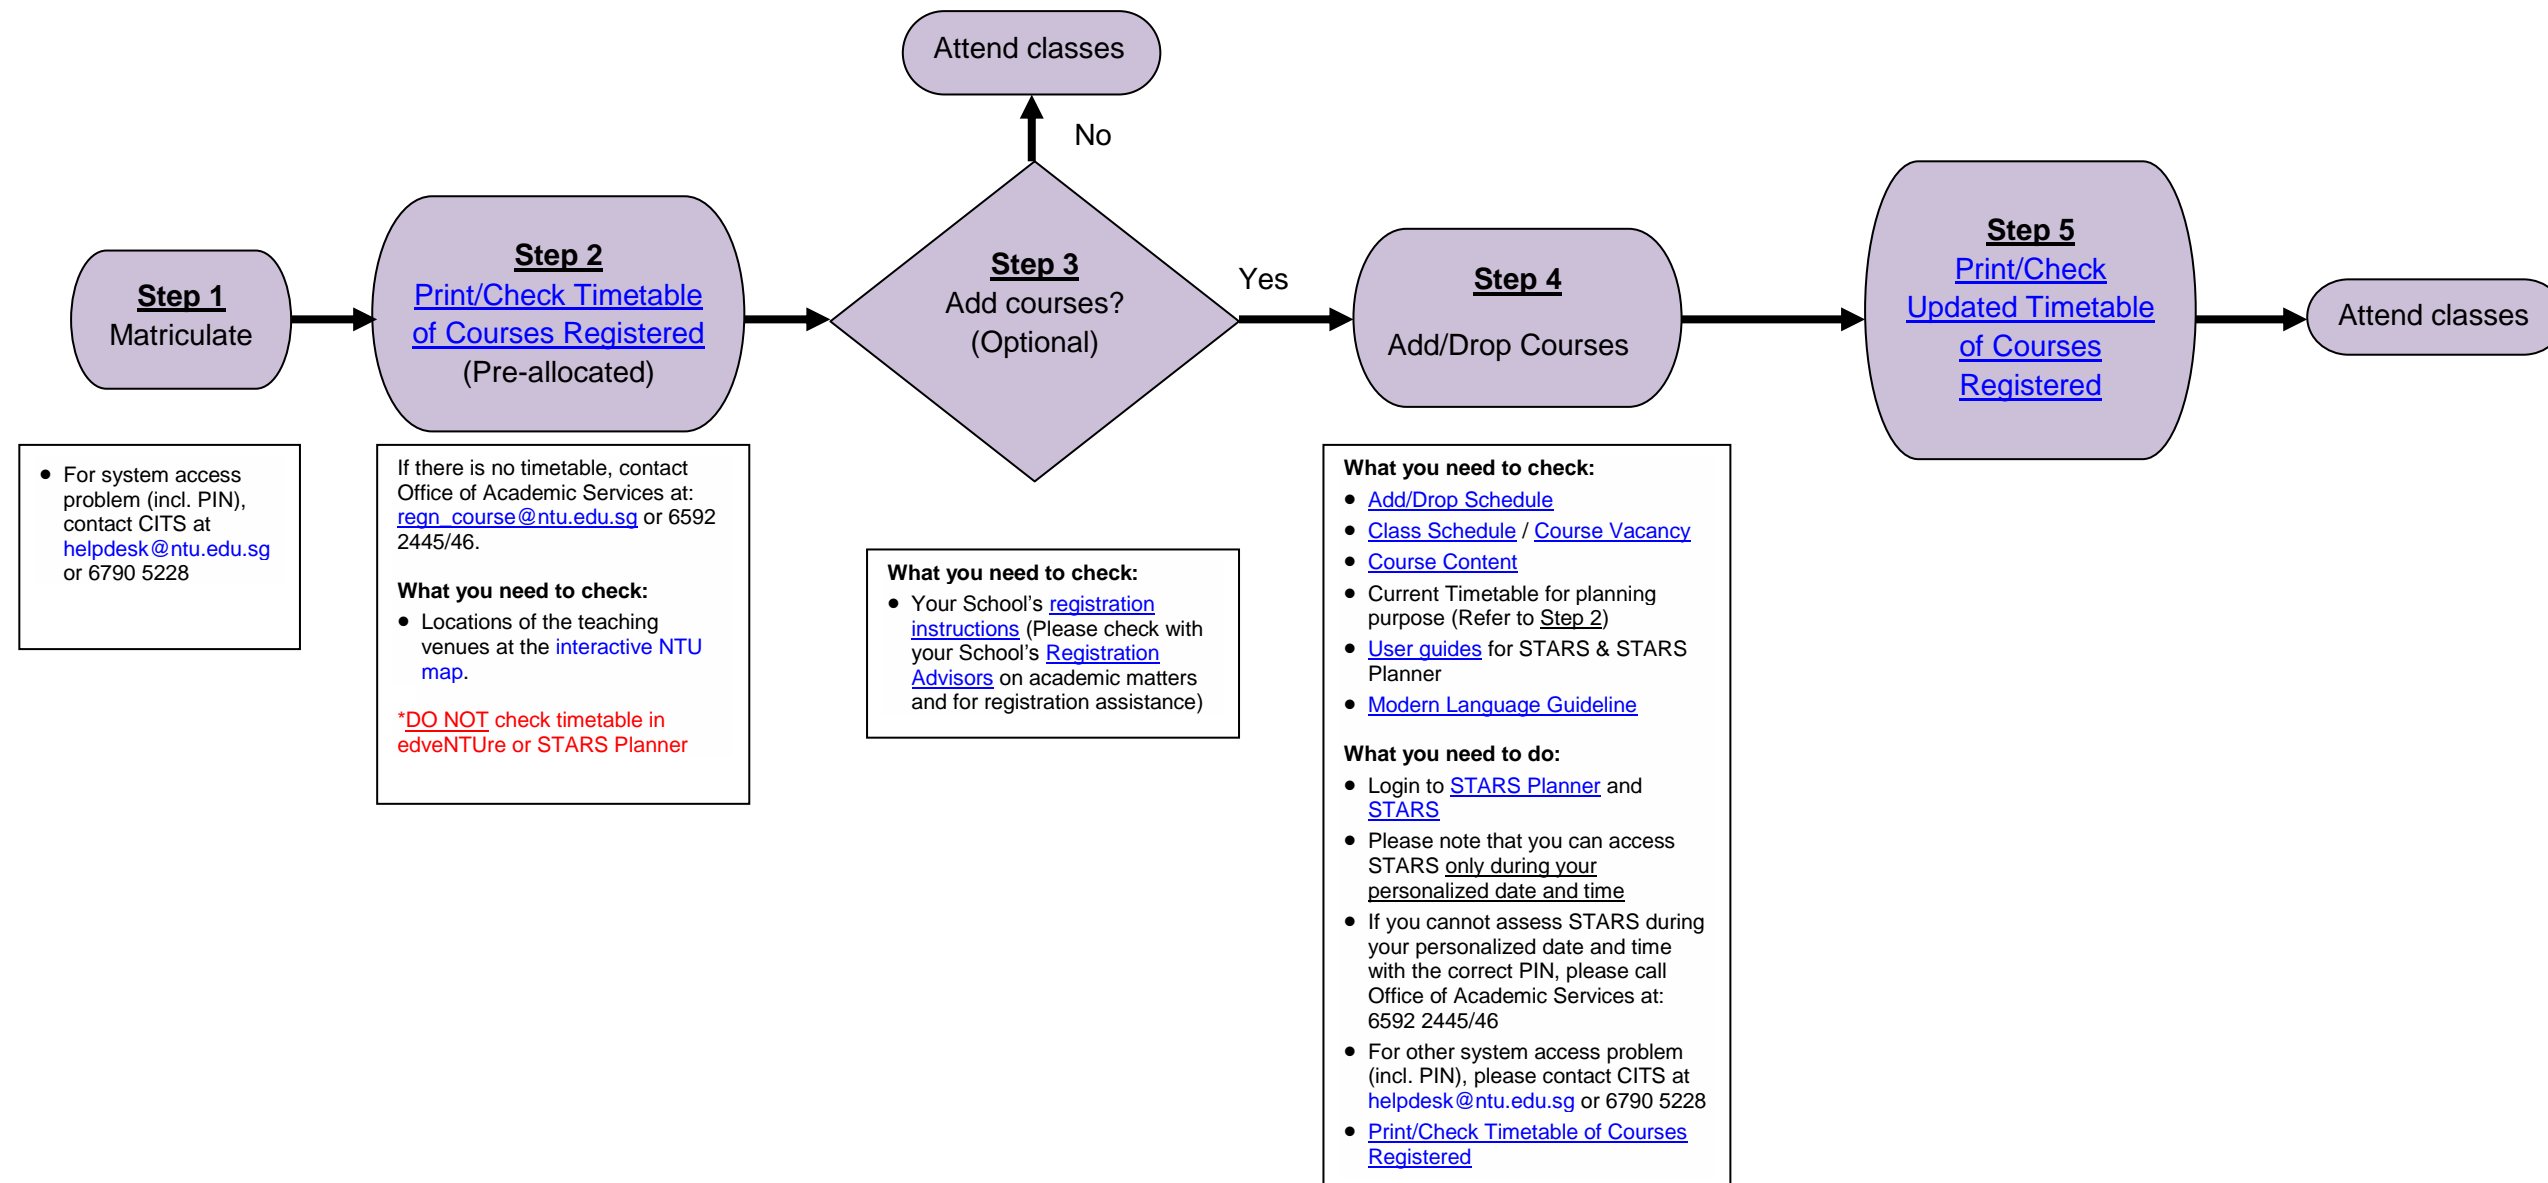 Attend classes
No
Step 1
Matriculate
Step 2
Print/Check Timetable
of Courses Registered
(Pre-allocated)
Step 3
Add courses?
(Optional)
Yes
Step 4
Add/Drop Courses
Step 5
Print/Check
Updated Timetable
of Courses
Registered
Attend classes
• For system access
problem (incl. PIN),
contact CITS at
helpdesk@ntu.edu.sg
or 6790 5228
If there is no timetable, contact
Office of Academic Services at:
regn_course@ntu.edu.sg or 6592
2445/46.
What you need to check:
• Locations of the teaching
venues at the interactive NTU
map.
*DO NOT check timetable in
edveNTUre or STARS Planner
What you need to check:
• Your School's registration
instructions (Please check with
your School's Registration
Advisors on academic matters
and for registration assistance)
What you need to check:
• Add/Drop Schedule
• Class Schedule / Course Vacancy
• Course Content
• Current Timetable for planning
purpose (Refer to Step 2)
• User guides for STARS & STARS
Planner
• Modern Language Guideline
What you need to do:
• Login to STARS Planner and
STARS
• Please note that you can access
STARS only during your
personalized date and time
• If you cannot assess STARS during
your personalized date and time
with the correct PIN, please call
Office of Academic Services at:
6592 2445/46
• For other system access problem
(incl. PIN), please contact CITS at
helpdesk@ntu.edu.sg or 6790 5228
• Print/Check Timetable of Courses
Registered